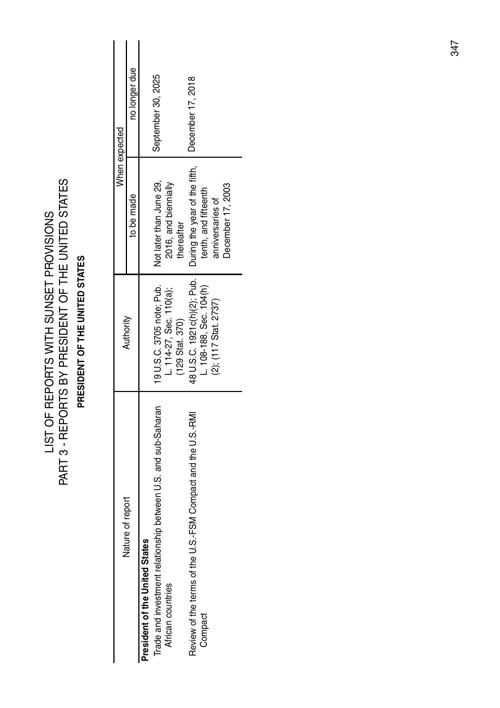 LIST OF REPORTS WITH SUNSET PROVISIONS
PART 3 - REPORTS BY PRESIDENT OF THE UNITED STATES
PRESIDENT OF THE UNITED STATES
Nature of report
Authority
When expected
to be made
no longer due
President of the United States
Trade and investment relationship between U.S. and sub-Saharan
African countries
19 U.S.C. 3705 note; Pub.
L. 114-27, Sec. 110(a);
(129 Stat. 370)
Not later than June 29,
2016, and biennially
thereafter
September 30, 2025
Review of the terms of the U.S.-FSM Compact and the U.S.-RMI
Compact
48 U.S.C. 1921c(h)(2); Pub.
L. 108-188, Sec. 104(h)
(2); (117 Stat. 2737)
During the year of the fifth,
tenth, and fifteenth
anniversaries of
December 17, 2003
December 17, 2018
347